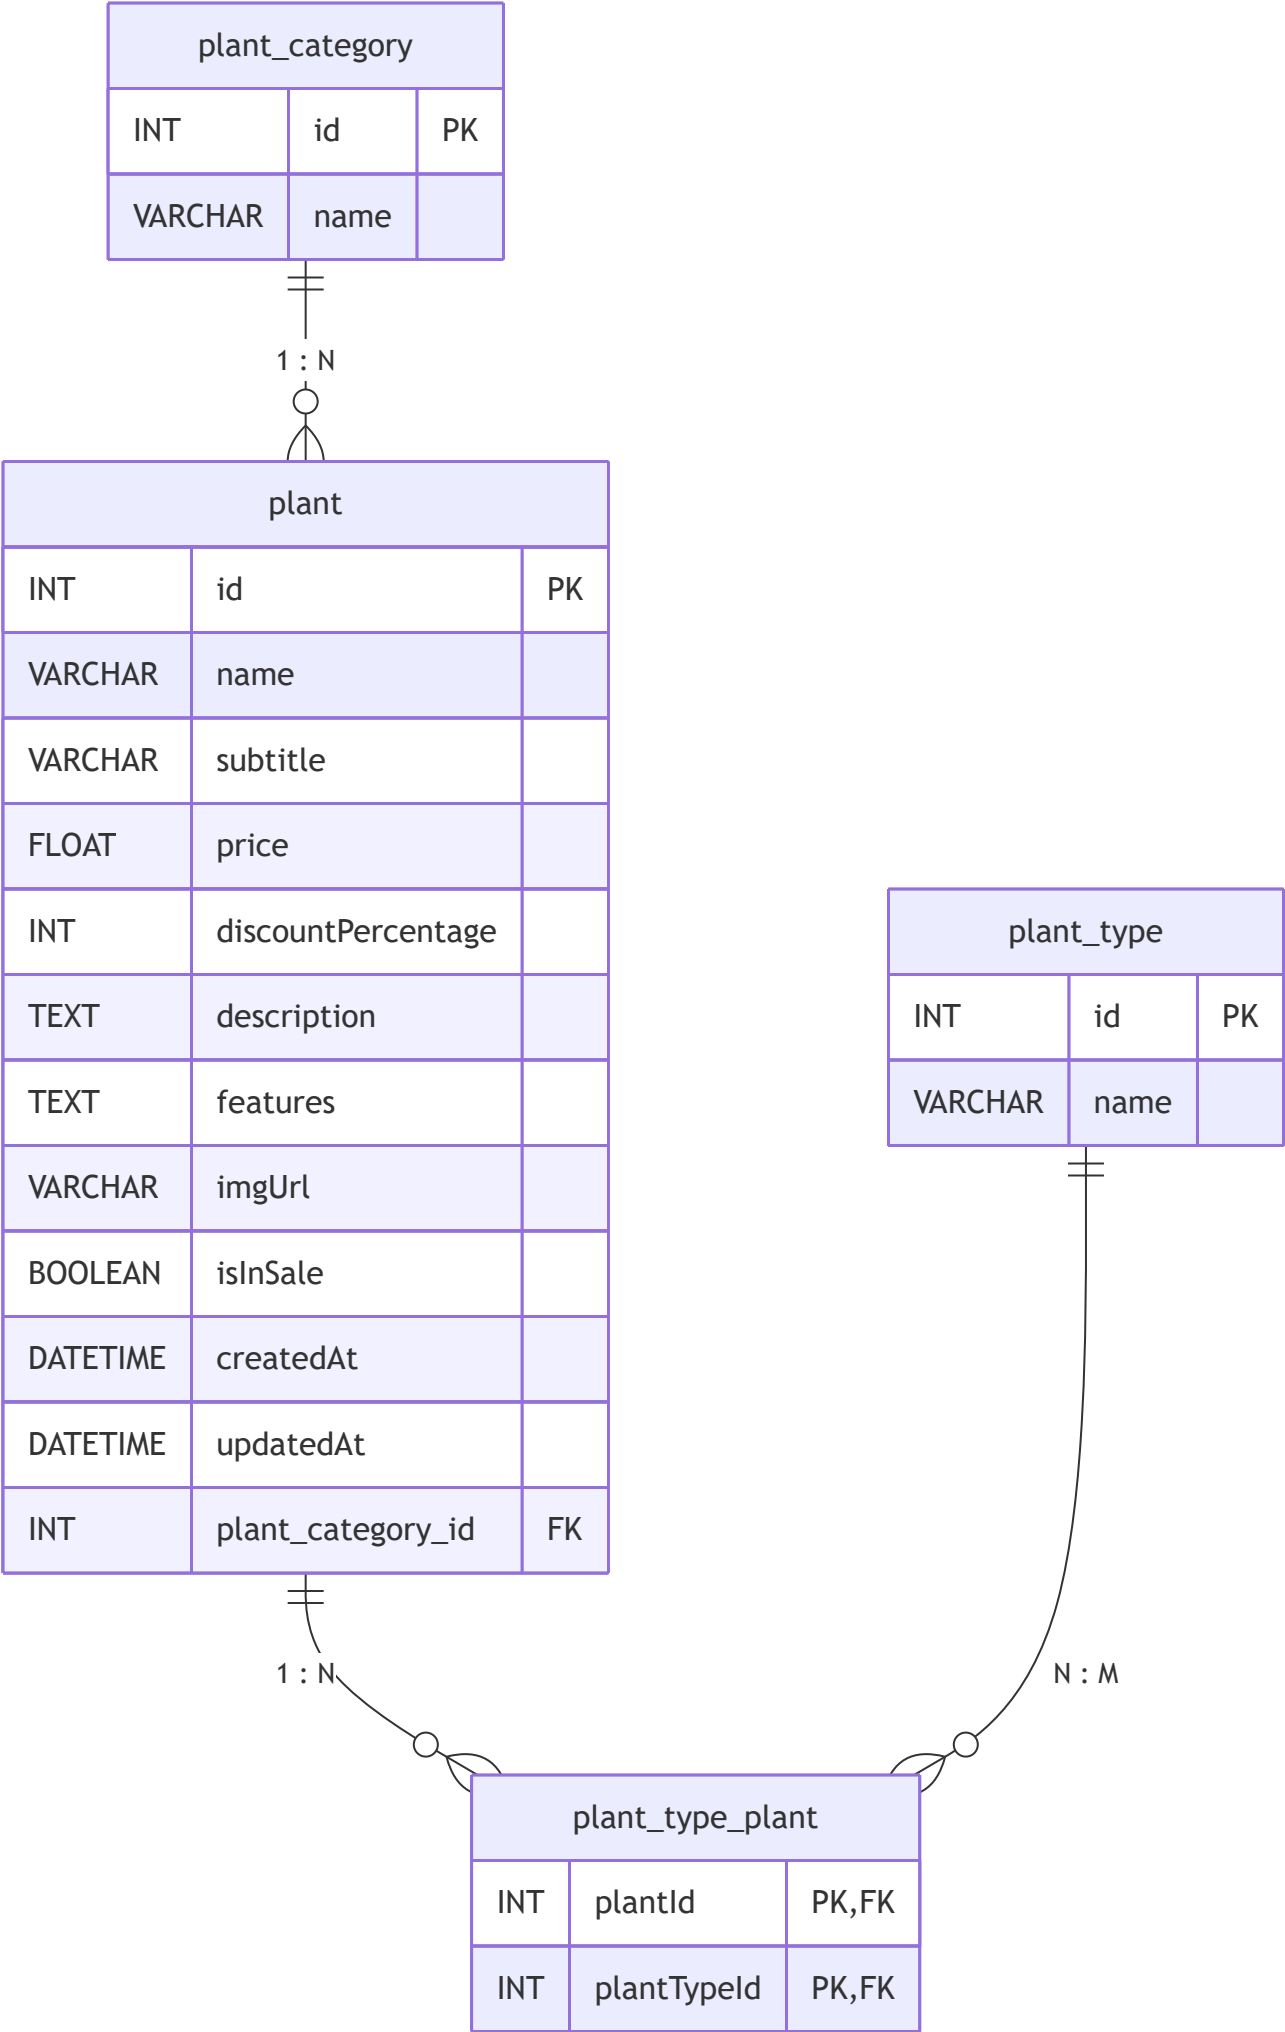 plant_category
INT id PK
VARCHAR name
1 : N
plant
INT id PK
VARCHAR name
VARCHAR subtitle
FLOAT price
INT discountPercentage
TEXT description
TEXT features
VARCHAR imgUrl
BOOLEAN isInSale
DATETIME createdAt
DATETIME updatedAt
INT plant_category_id FK
plant_type
INT id PK
VARCHAR name
1 : N
N : M
plant_type_plant
INT plantId PK,FK
INT plantTypeId PK,FK